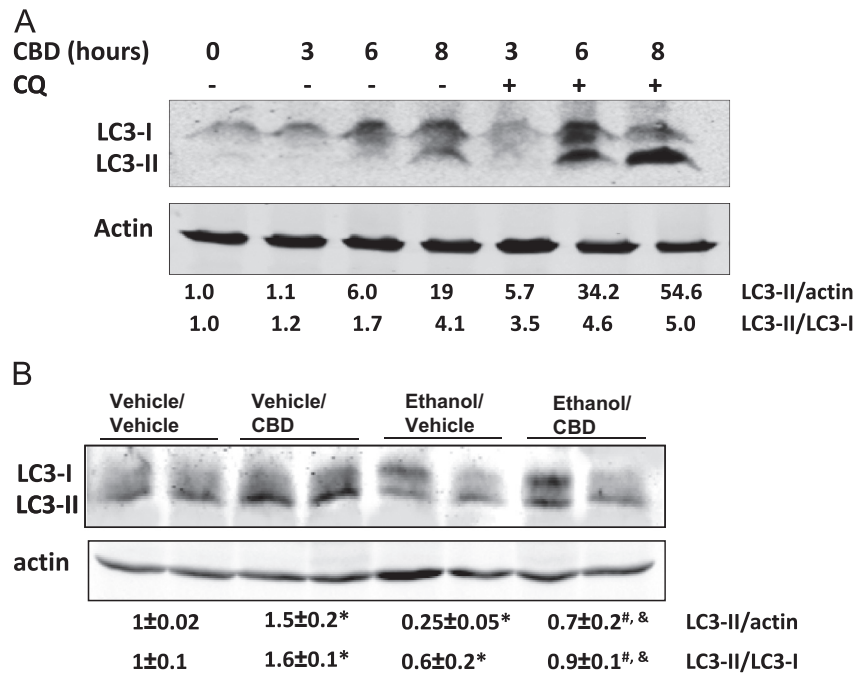 A
CBD (hours) 0 3 6 8 3 6 8
CQ - - - - + + +
LC3-I
LC3-II
Actin
1.0 1.1 6.0 19 5.7 34.2 54.6 LC3-II/actin
1.0 1.2 1.7 4.1 3.5 4.6 5.0 LC3-II/LC3-I
B
Vehicle/ Vehicle/ Ethanol/ Ethanol/
Vehicle CBD Vehicle CBD
LC3-I
LC3-II
actin
1±0.02 1.5±0.2* 0.25±0.05* 0.7±0.2#, & LC3-II/actin
1±0.1 1.6±0.1* 0.6±0.2* 0.9±0.1#, & LC3-II/LC3-I